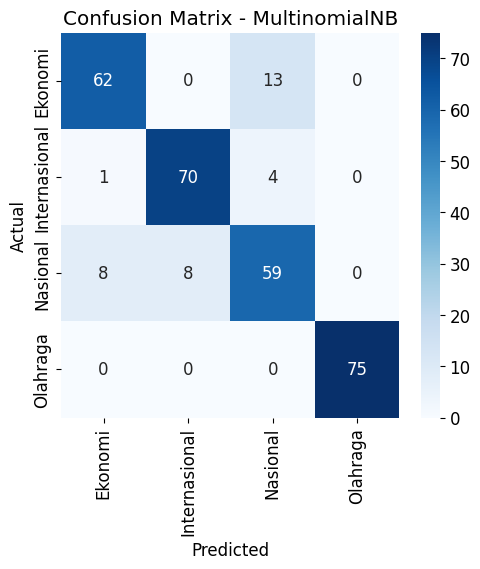 Confusion Matrix - MultinomialNB
Actual
Ekonomi
62 0 13 0
Internasional
1 70 4 0
Nasional
8 8 59 0
Olahraga
0 0 0 75
Ekonomi
Internasional
Nasional
Olahraga
Predicted
70
60
50
40
30
20
10
0